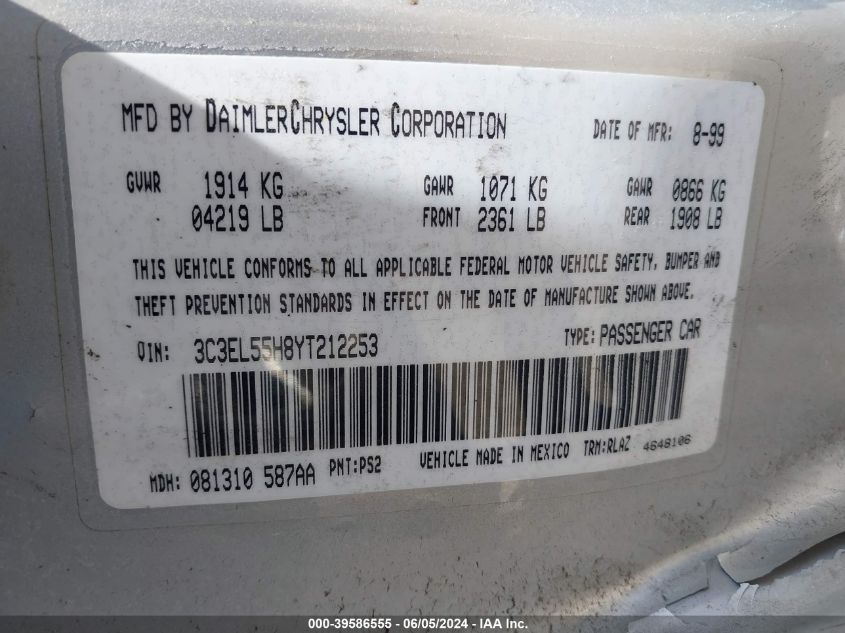 MFD BY DAIMLERCHRYSLER CORPORATION DATE OF MFR: 8-99
GVWR 1914 KG GAWR 1071 KG GAWR 0866 KG
04219 LB FRONT 2361 LB REAR 1908 LB
THIS VEHICLE CONFORMS TO ALL APPLICABLE FEDERAL MOTOR VEHICLE SAFETY, BUMPER AND
THEFT PREVENTION STANDARDS IN EFFECT ON THE DATE OF MANUFACTURE SHOWN ABOVE.
VIN: 3C3EL55H8YT212253 TYPE: PASSENGER CAR
MDH: 081310 587AA PNT:PS2 VEHICLE MADE IN MEXICO TRM:RLAZ 4648106
000-39586555 - 06/05/2024 - IAA Inc.